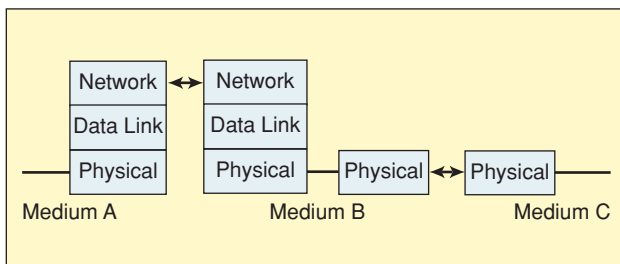 Network Network
Data Link Data Link
Physical Physical Physical Physical
Medium A Medium B Medium C